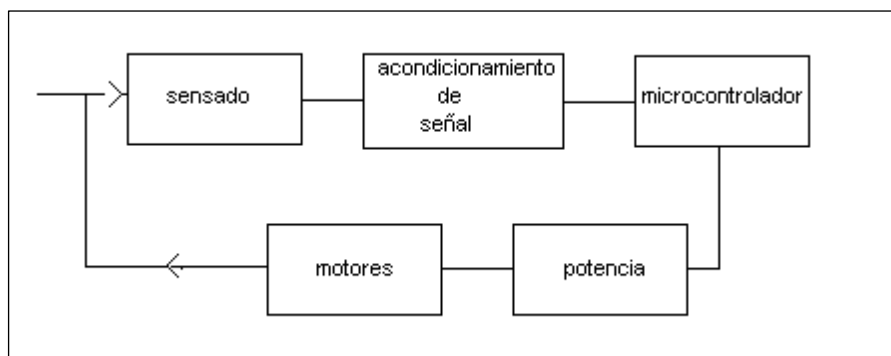 sensado
acondicionamiento
de
señal
microcontrolador
motores
potencia